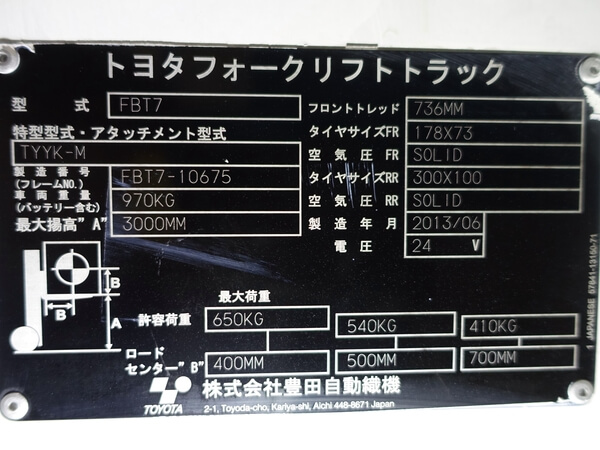 トヨタフォークリフトトラック
型 式 FBT7
特型型式・アタッチメント型式
TYYK-M
製造番号 (フレームNO.) FBT7-10675
車両重量 (バッテリー含む) 970KG
最大揚高"A" 3000MM
フロントトレッド 736MM
タイヤサイズFR 178X73
空気圧FR SOLID
タイヤサイズRR 300X100
空気圧RR SOLID
製造年月 2013/06
電圧 24 V
B
B
A
最大荷重
許容荷重 650KG 540KG 410KG
ロードセンター"B" 400MM 500MM 700MM
TOYOTA 株式会社豊田自動織機
2-1, Toyoda-cho, Kariya-shi, Aichi 448-8671 Japan
1 JAPANESE 57641-13160-71